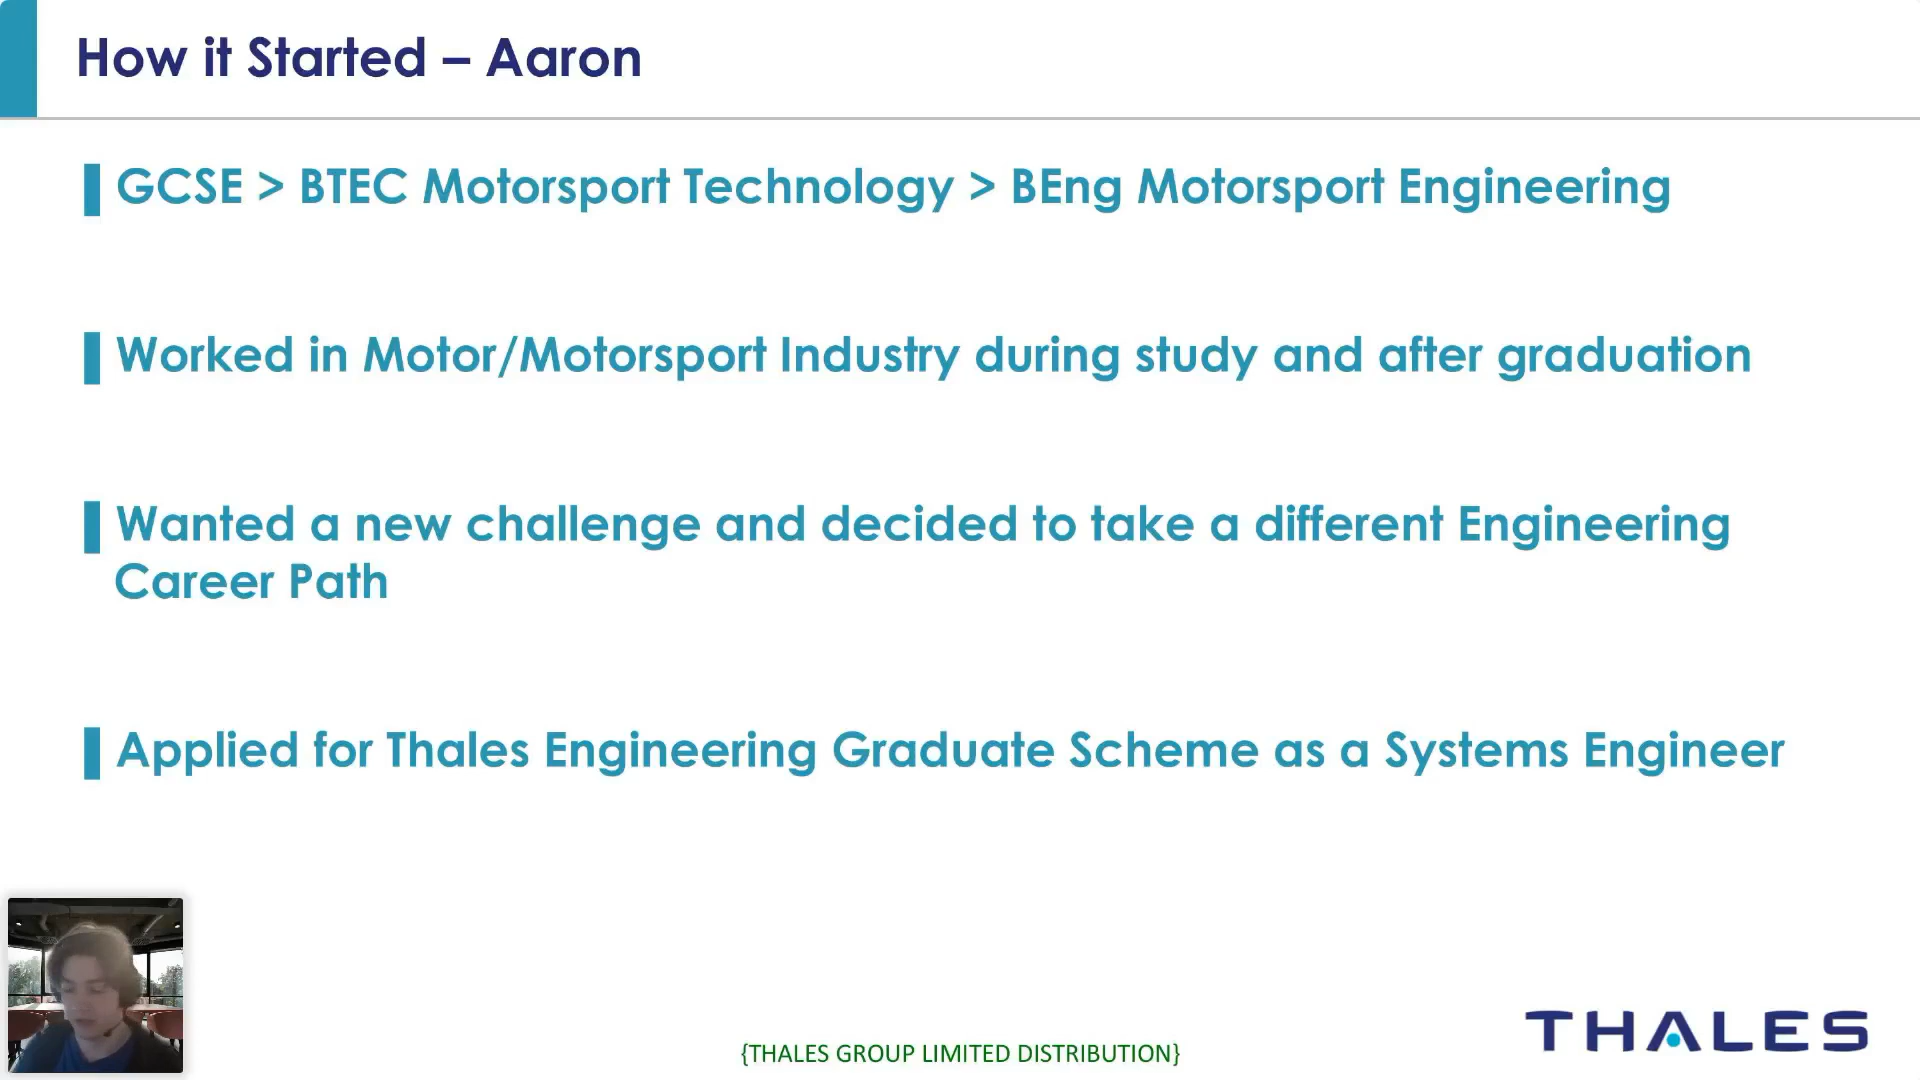 How it Started – Aaron
GCSE > BTEC Motorsport Technology > BEng Motorsport Engineering
Worked in Motor/Motorsport Industry during study and after graduation
Wanted a new challenge and decided to take a different Engineering
Career Path
Applied for Thales Engineering Graduate Scheme as a Systems Engineer
THALES
{THALES GROUP LIMITED DISTRIBUTION}